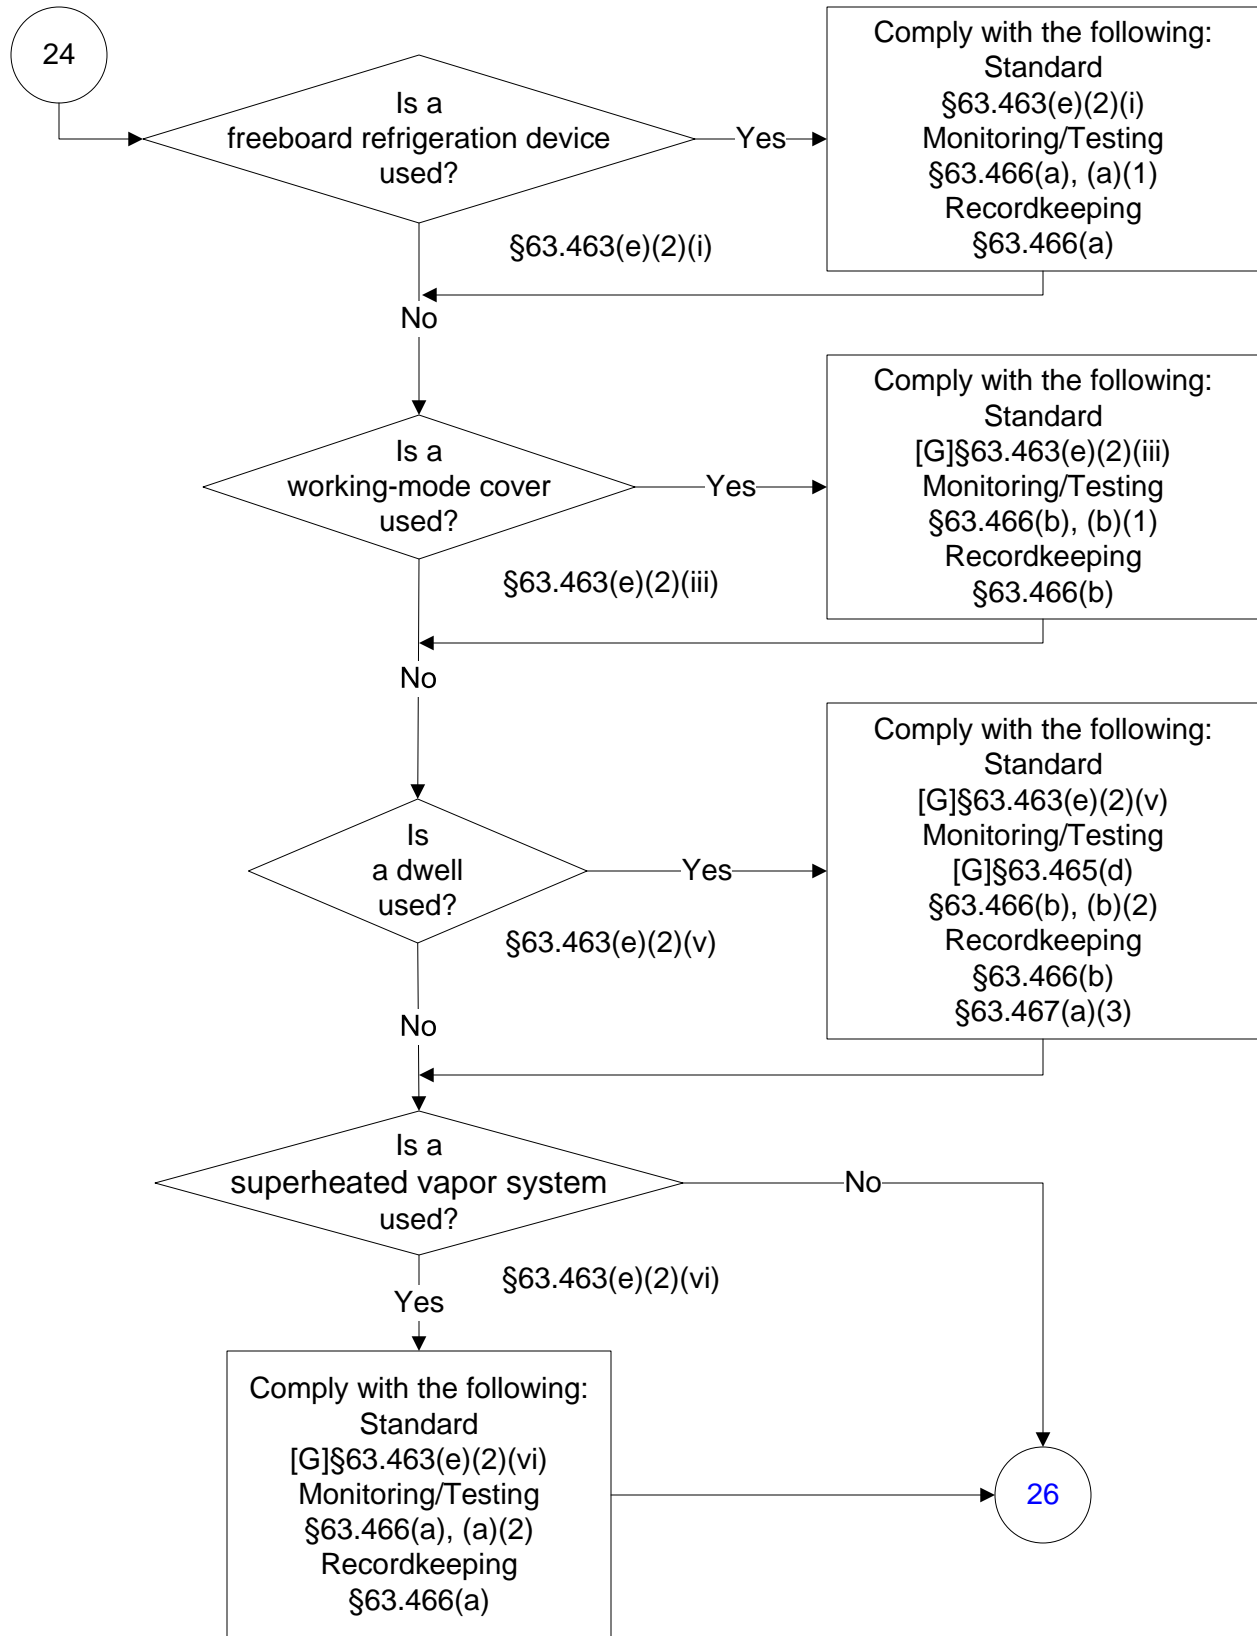 24
Is a
freeboard refrigeration device
used?
Yes
Comply with the following:
Standard
§63.463(e)(2)(i)
Monitoring/Testing
§63.466(a), (a)(1)
Recordkeeping
§63.466(a)
§63.463(e)(2)(i)
No
Is a
working-mode cover
used?
Yes
Comply with the following:
Standard
[G]§63.463(e)(2)(iii)
Monitoring/Testing
§63.466(b), (b)(1)
Recordkeeping
§63.466(b)
§63.463(e)(2)(iii)
No
Is
a dwell
used?
Yes
Comply with the following:
Standard
[G]§63.463(e)(2)(v)
Monitoring/Testing
[G]§63.465(d)
§63.466(b), (b)(2)
Recordkeeping
§63.466(b)
§63.467(a)(3)
§63.463(e)(2)(v)
No
Is a
superheated vapor system
used?
No
§63.463(e)(2)(vi)
Yes
Comply with the following:
Standard
[G]§63.463(e)(2)(vi)
Monitoring/Testing
§63.466(a), (a)(2)
Recordkeeping
§63.466(a)
26